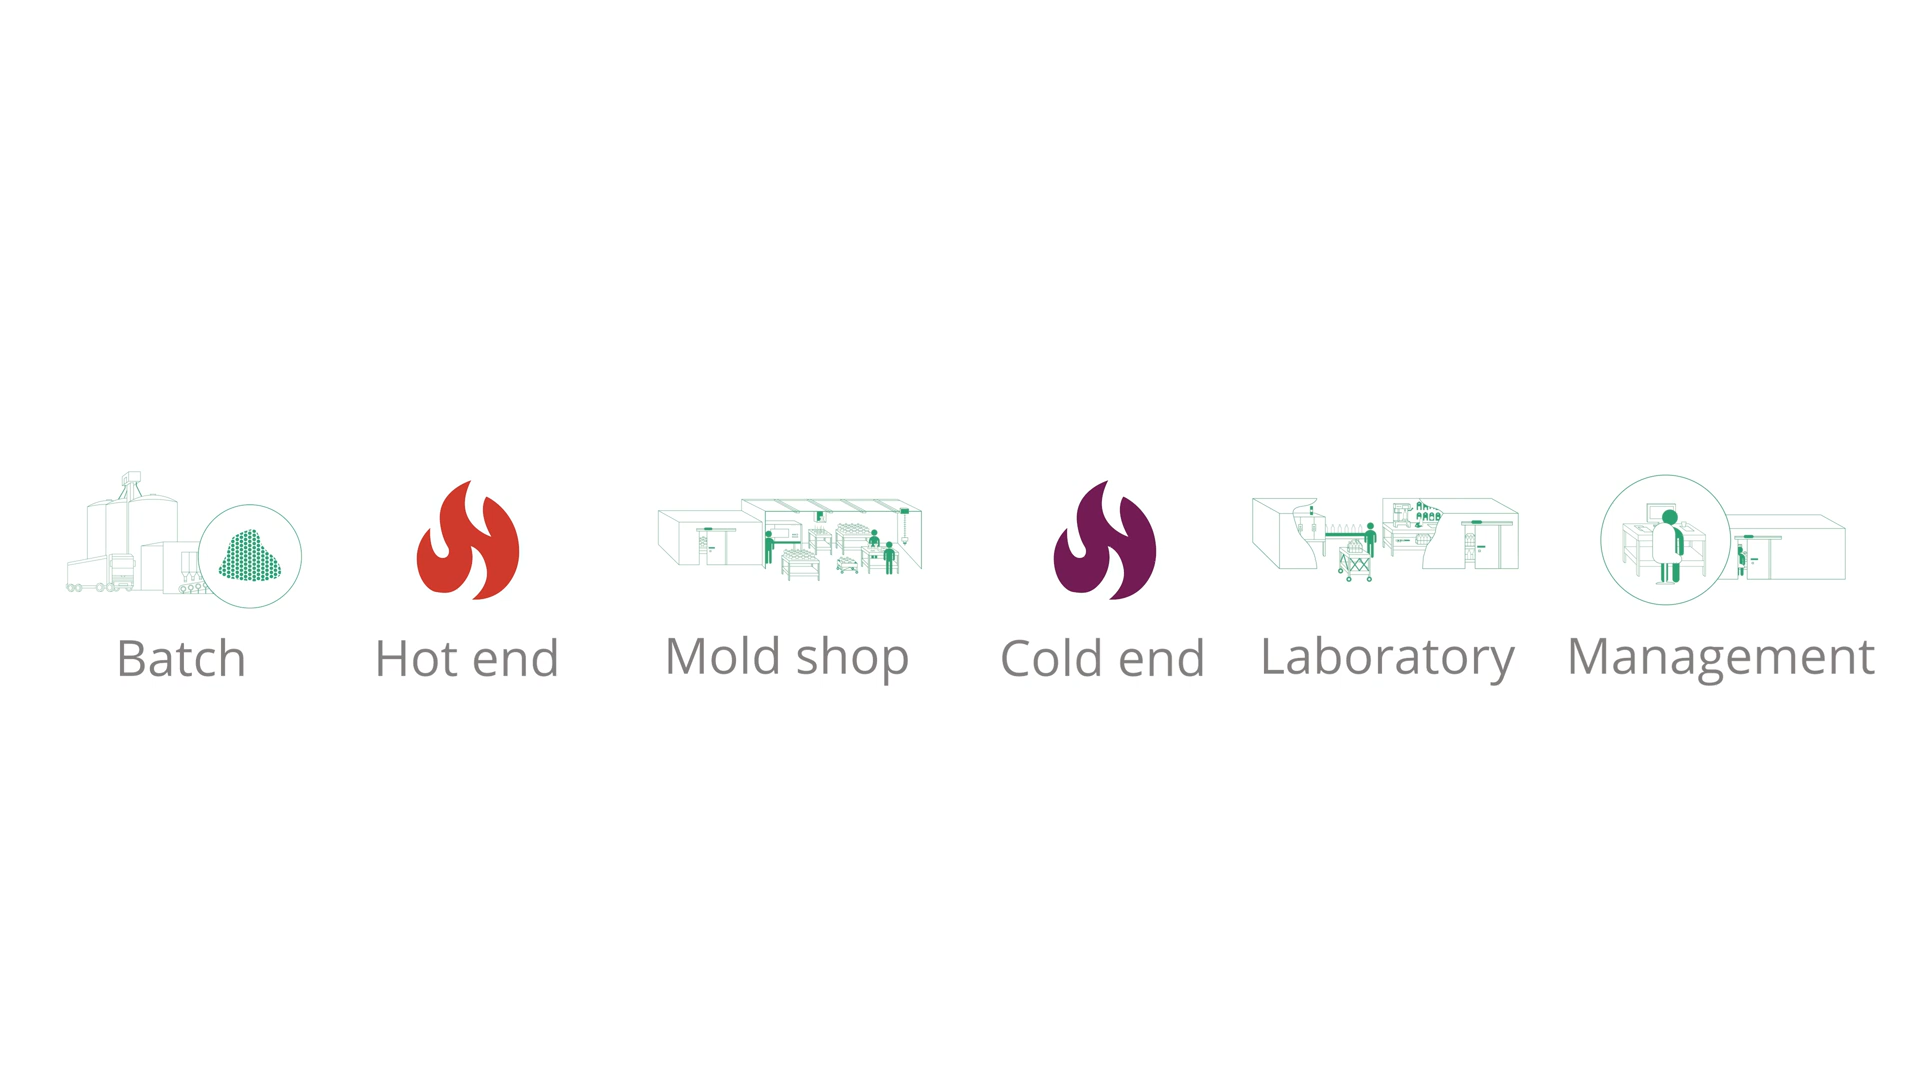 Batch
Hot end
Mold shop
Cold end
Laboratory
Management